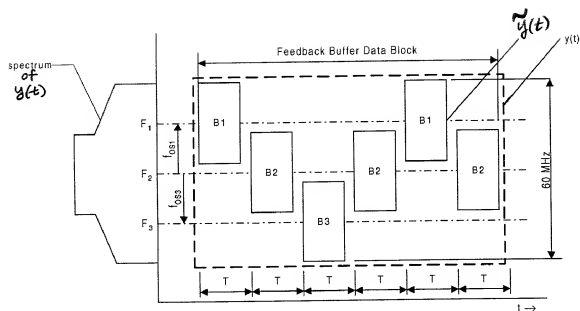 ỹ(t)
Feedback Buffer Data Block
y(t)
spectrum
of
y(t)
B1
B1
F₁
fOS1
B2
B2
B2
F₂
60 MHz
fOS3
B3
F₃
T T T T T T
t →